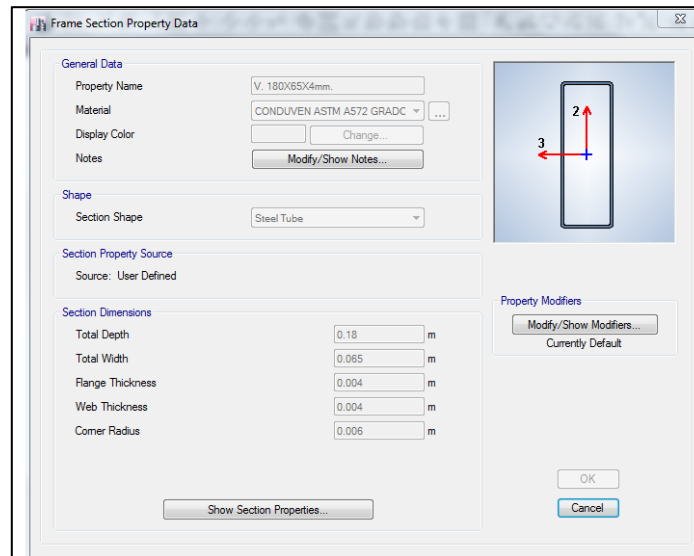 Frame Section Property Data
General Data
Property Name V. 180X65X4mm.
Material CONDUVEN ASTM A572 GRADC ...
Display Color Change...
Notes Modify/Show Notes...
Shape
Section Shape Steel Tube
Section Property Source
Source: User Defined
Section Dimensions
Total Depth 0.18 m
Total Width 0.065 m
Flange Thickness 0.004 m
Web Thickness 0.004 m
Corner Radius 0.006 m
Show Section Properties...
2
3
Property Modifiers
Modify/Show Modifiers...
Currently Default
OK
Cancel